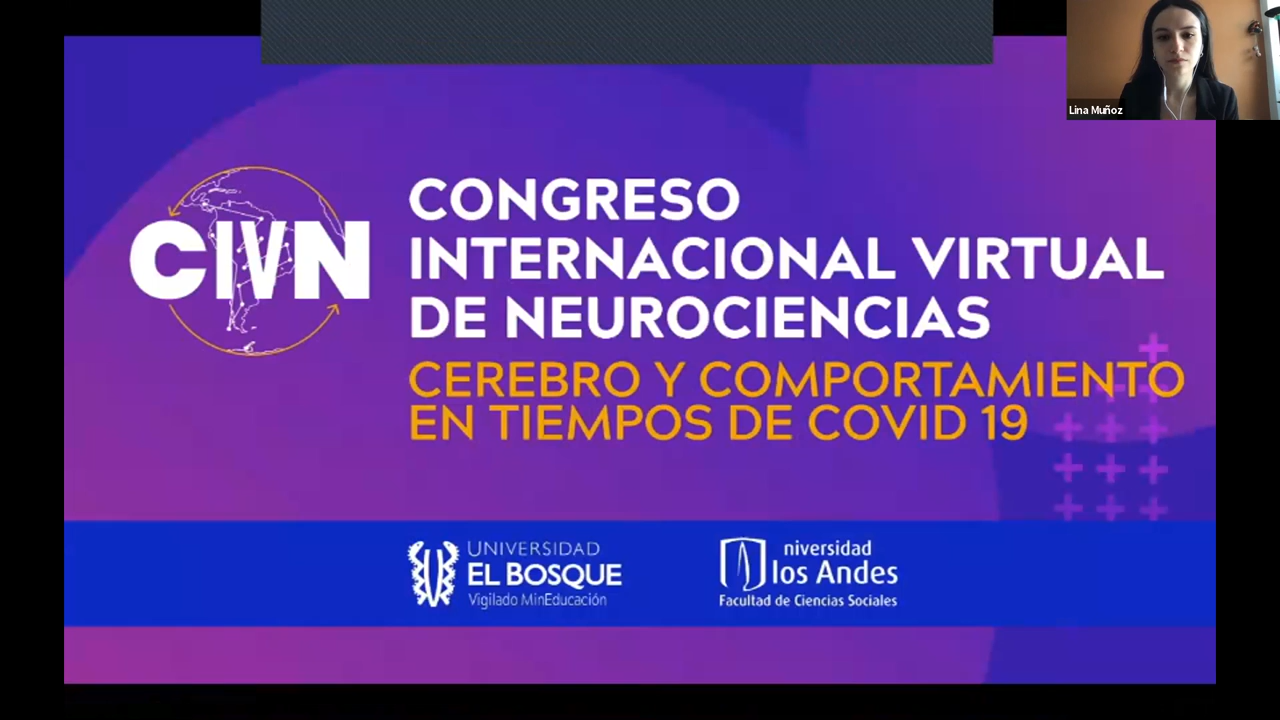 Lina Muñoz
CIVN
CONGRESO
INTERNACIONAL VIRTUAL
DE NEUROCIENCIAS
CEREBRO Y COMPORTAMIENTO
EN TIEMPOS DE COVID 19
UNIVERSIDAD
EL BOSQUE
Vigilado MinEducación
niversidad
los Andes
Facultad de Ciencias Sociales